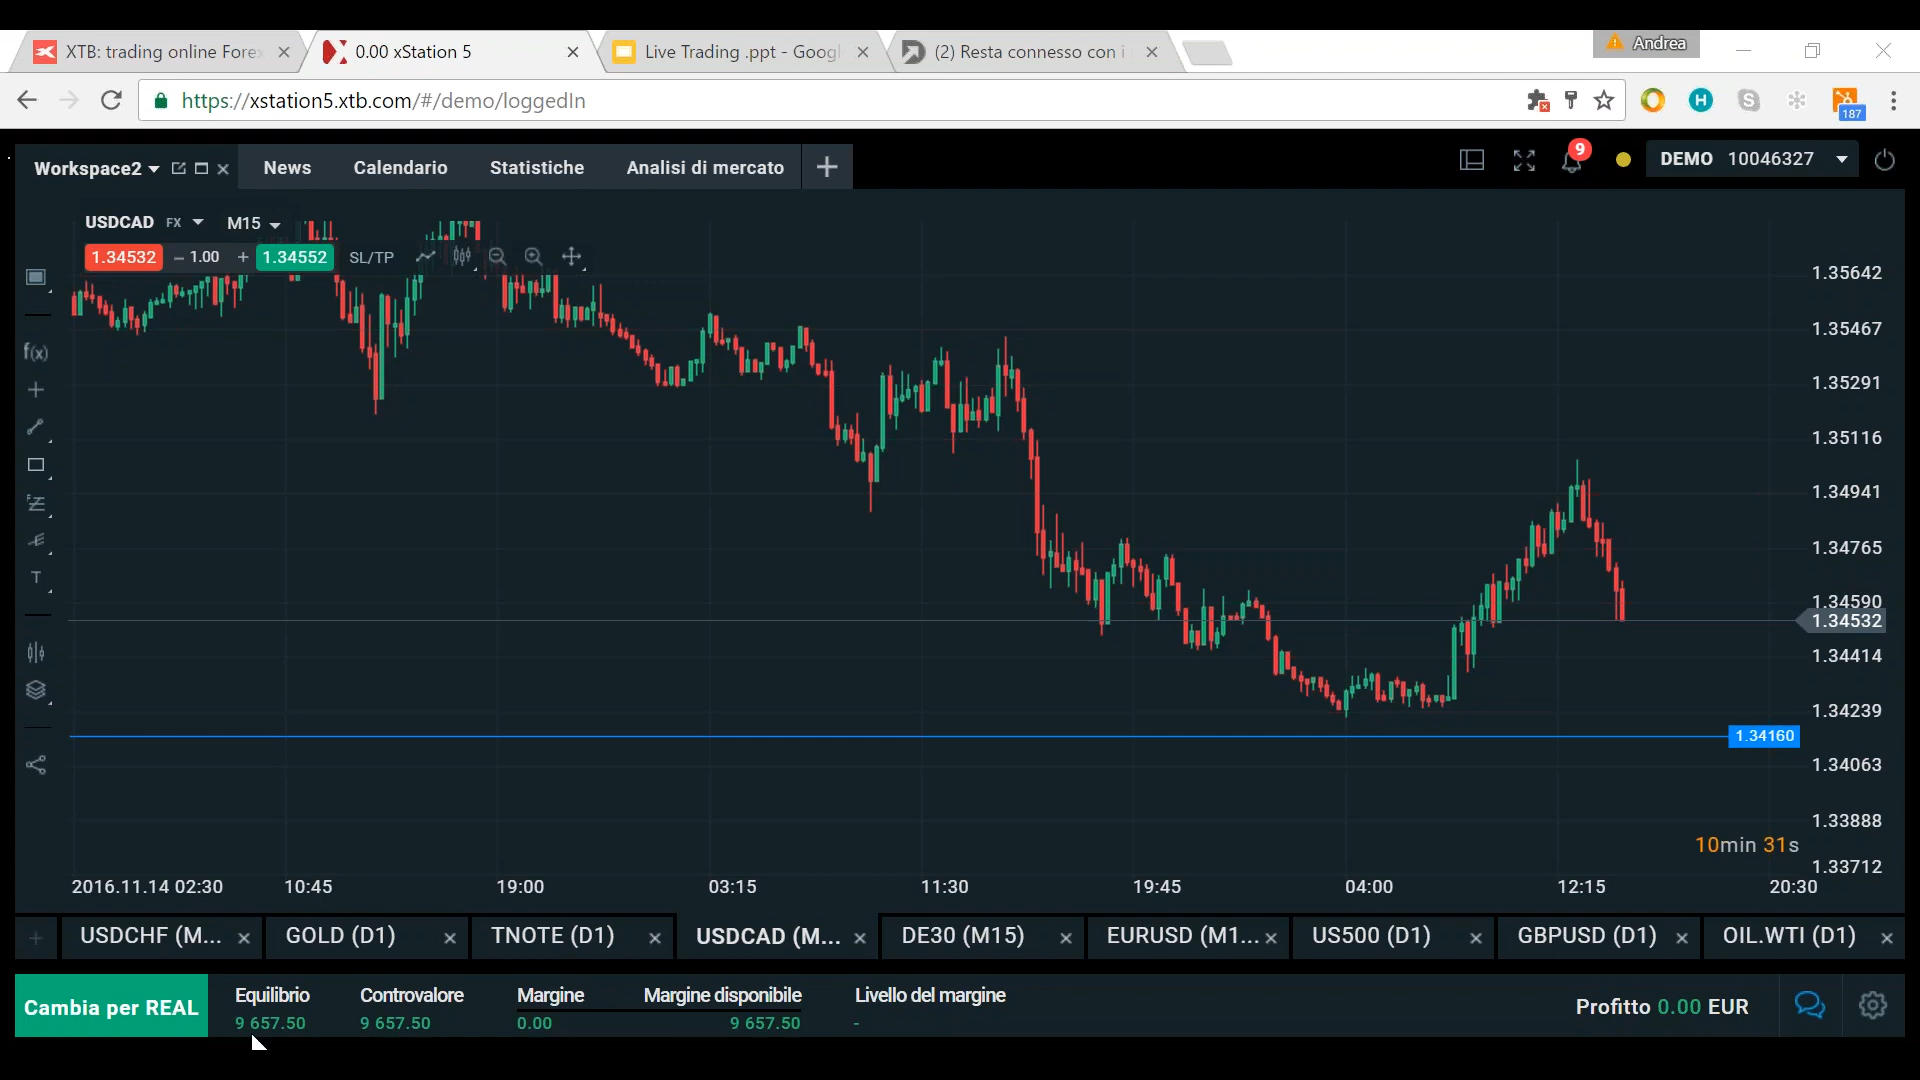 XTB: trading online Fore
0.00 xStation 5
Live Trading .ppt - Googl
(2) Resta connesso con i
Andrea
https://xstation5.xtb.com/#/demo/loggedIn
187
Workspace2
News
Calendario
Statistiche
Analisi di mercato
9
DEMO 10046327
USDCAD FX M15
1.34532
1.00
1.34552
SL/TP
1.35642
1.35467
1.35291
1.35116
1.34941
1.34765
1.34590
1.34532
1.34414
1.34239
1.34160
1.34063
1.33888
10min 31s
1.33712
2016.11.14 02:30
10:45
19:00
03:15
11:30
19:45
04:00
12:15
20:30
USDCHF (M...
GOLD (D1)
TNOTE (D1)
USDCAD (M...
DE30 (M15)
EURUSD (M1...
US500 (D1)
GBPUSD (D1)
OIL.WTI (D1)
Cambia per REAL
Equilibrio
9 657.50
Controvalore
9 657.50
Margine
0.00
Margine disponibile
9 657.50
Livello del margine
-
Profitto 0.00 EUR